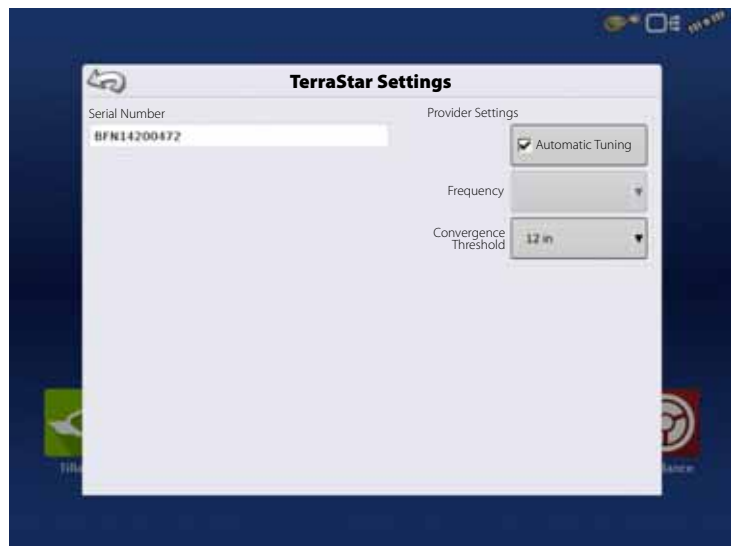 TerraStar Settings
Serial Number
BFN14200472
Provider Settings
Automatic Tuning
Frequency
Convergence
Threshold
12 in